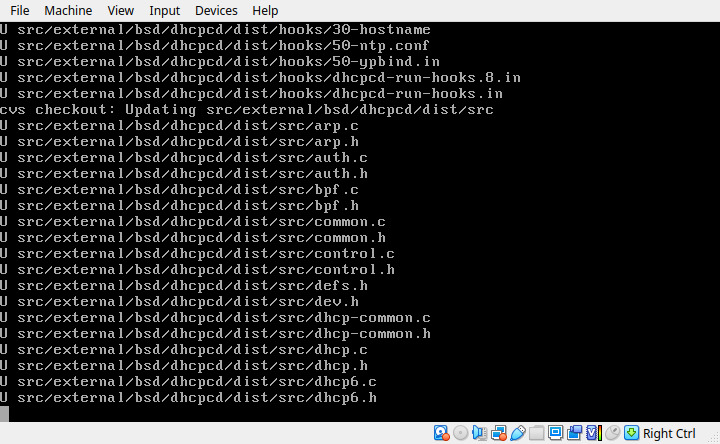 File Machine View Input Devices Help
U src/external/bsd/dhcpcd/dist/hooks/30-hostname
U src/external/bsd/dhcpcd/dist/hooks/50-ntp.conf
U src/external/bsd/dhcpcd/dist/hooks/50-ypbind.in
U src/external/bsd/dhcpcd/dist/hooks/dhcpcd-run-hooks.8.in
U src/external/bsd/dhcpcd/dist/hooks/dhcpcd-run-hooks.in
cvs checkout: Updating src/external/bsd/dhcpcd/dist/src
U src/external/bsd/dhcpcd/dist/src/arp.c
U src/external/bsd/dhcpcd/dist/src/arp.h
U src/external/bsd/dhcpcd/dist/src/auth.c
U src/external/bsd/dhcpcd/dist/src/auth.h
U src/external/bsd/dhcpcd/dist/src/bpf.c
U src/external/bsd/dhcpcd/dist/src/bpf.h
U src/external/bsd/dhcpcd/dist/src/common.c
U src/external/bsd/dhcpcd/dist/src/common.h
U src/external/bsd/dhcpcd/dist/src/control.c
U src/external/bsd/dhcpcd/dist/src/control.h
U src/external/bsd/dhcpcd/dist/src/defs.h
U src/external/bsd/dhcpcd/dist/src/dev.h
U src/external/bsd/dhcpcd/dist/src/dhcp-common.c
U src/external/bsd/dhcpcd/dist/src/dhcp-common.h
U src/external/bsd/dhcpcd/dist/src/dhcp.c
U src/external/bsd/dhcpcd/dist/src/dhcp.h
U src/external/bsd/dhcpcd/dist/src/dhcp6.c
U src/external/bsd/dhcpcd/dist/src/dhcp6.h
Right Ctrl